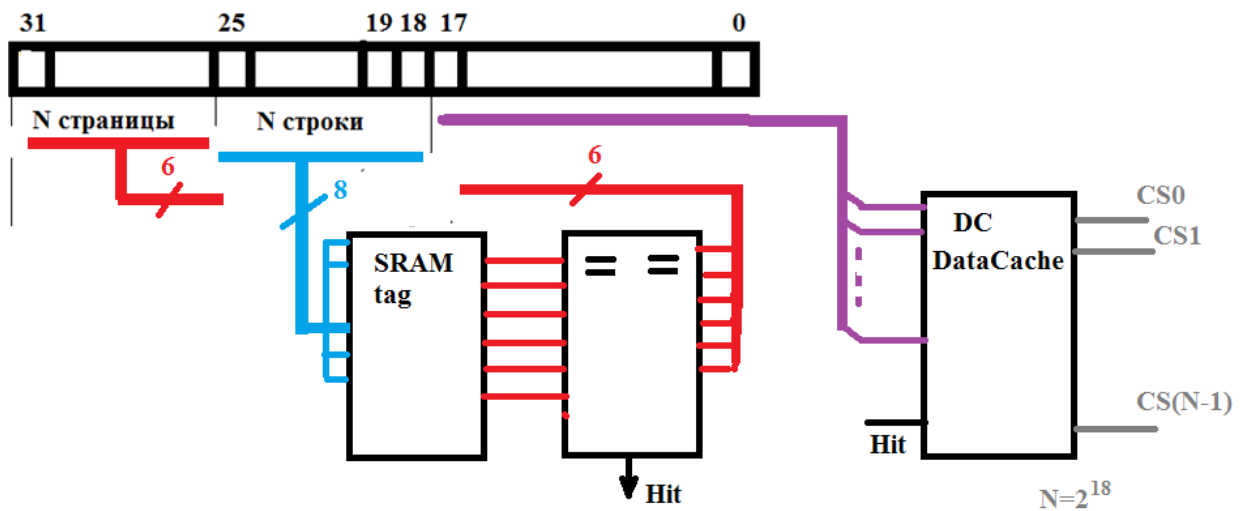 31 25 19 18 17 0
N страницы N строки
6
8
6
SRAM
tag
= =
Hit
DC
DataCache
Hit
CS0
CS1
CS(N-1)
N=2^18